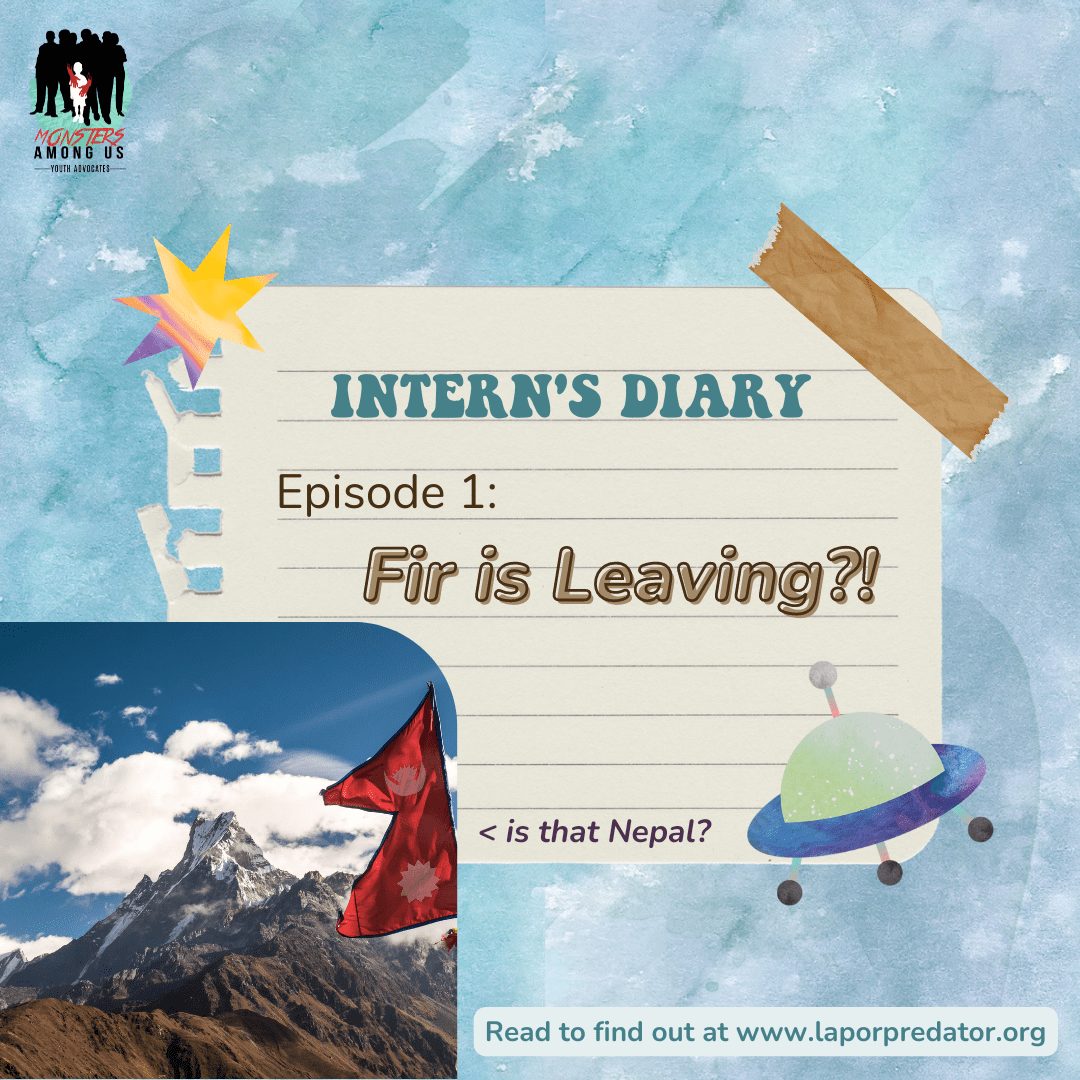 MONSTERS
AMONG US
YOUTH ADVOCATES
INTERN'S DIARY
Episode 1:
Fir is Leaving?!
< is that Nepal?
Read to find out at www.laporpredator.org